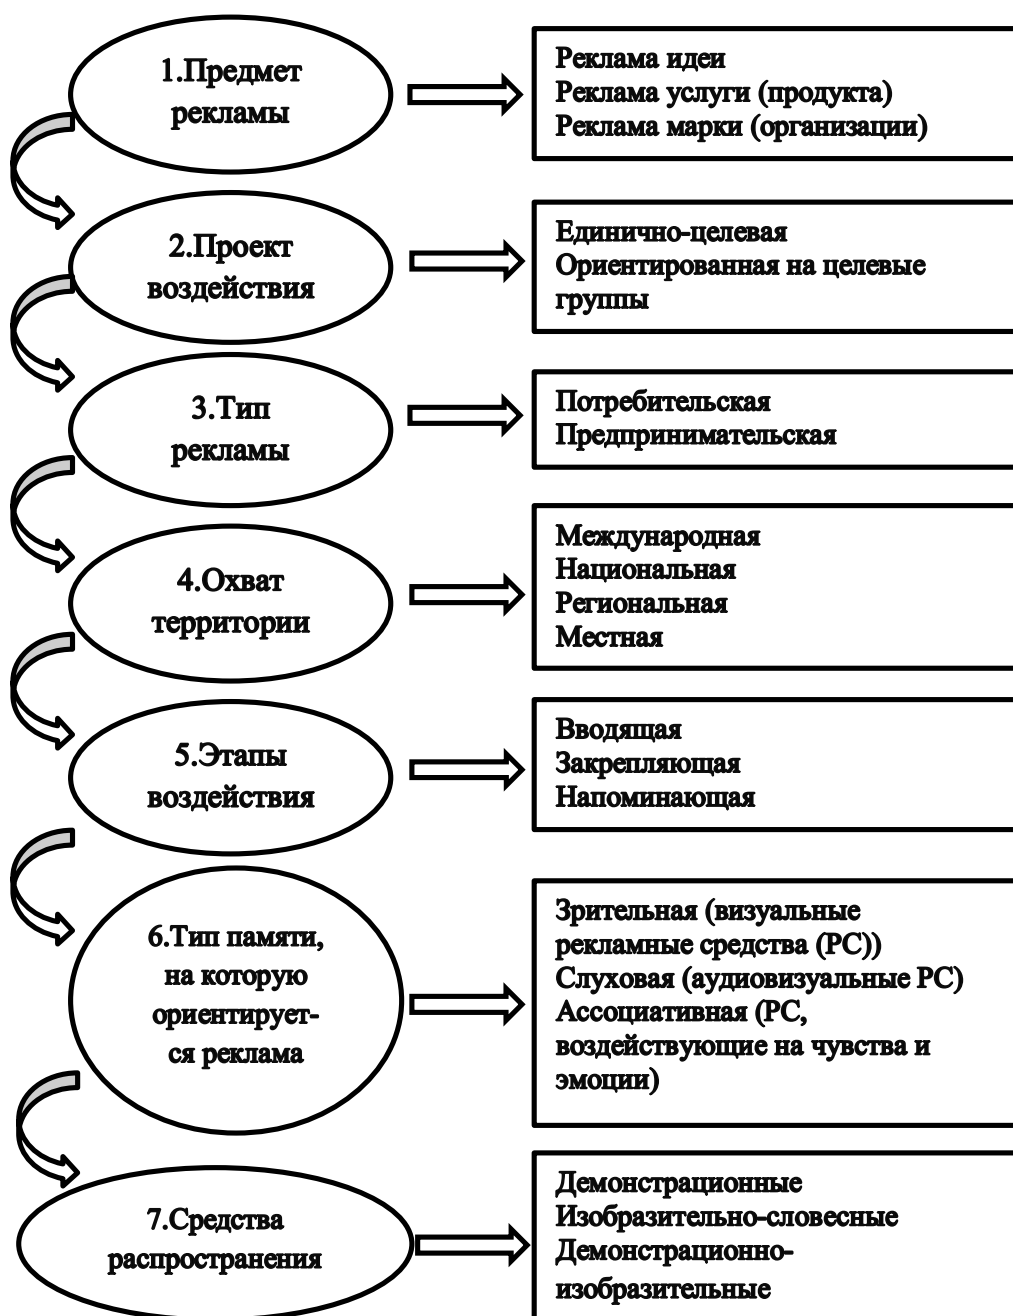 1.Предмет
рекламы
Реклама идеи
Реклама услуги (продукта)
Реклама марки (организации)
2.Проект
воздействия
Единично-целевая
Ориентированная на целевые
группы
3.Тип
рекламы
Потребительская
Предпринимательская
4.Охват
территории
Международная
Национальная
Региональная
Местная
5.Этапы
воздействия
Вводящая
Закрепляющая
Напоминающая
6.Тип памяти,
на которую
ориентирует-
ся реклама
Зрительная (визуальные
рекламные средства (РС))
Слуховая (аудиовизуальные РС)
Ассоциативная (РС,
воздействующие на чувства и
эмоции)
7.Средства
распространения
Демонстрационные
Изобразительно-словесные
Демонстрационно-
изобразительные